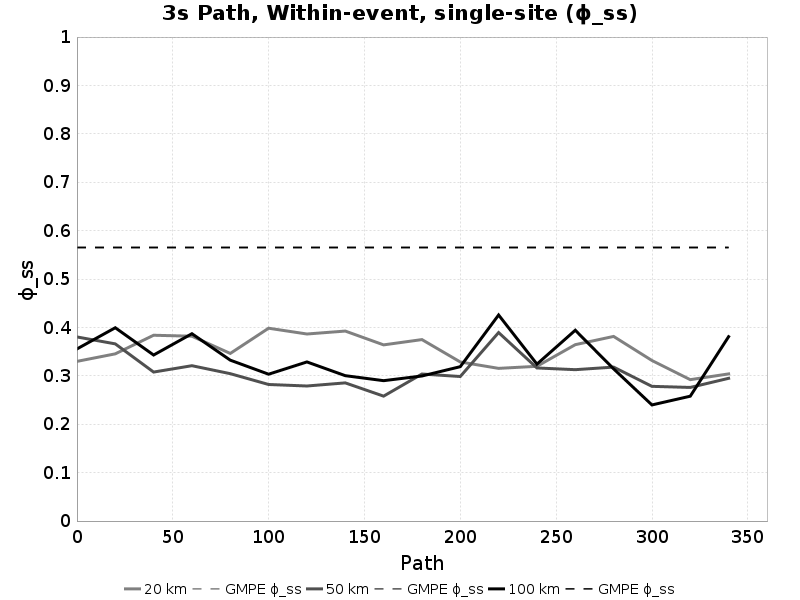 3s Path, Within-event, single-site (ϕ_ss)
1
0.9
0.8
0.7
0.6
0.5
0.4
0.3
0.2
0.1
0
ϕ_ss
0 50 100 150 200 250 300 350
Path
20 km GMPE ϕ_ss 50 km GMPE ϕ_ss 100 km GMPE ϕ_ss